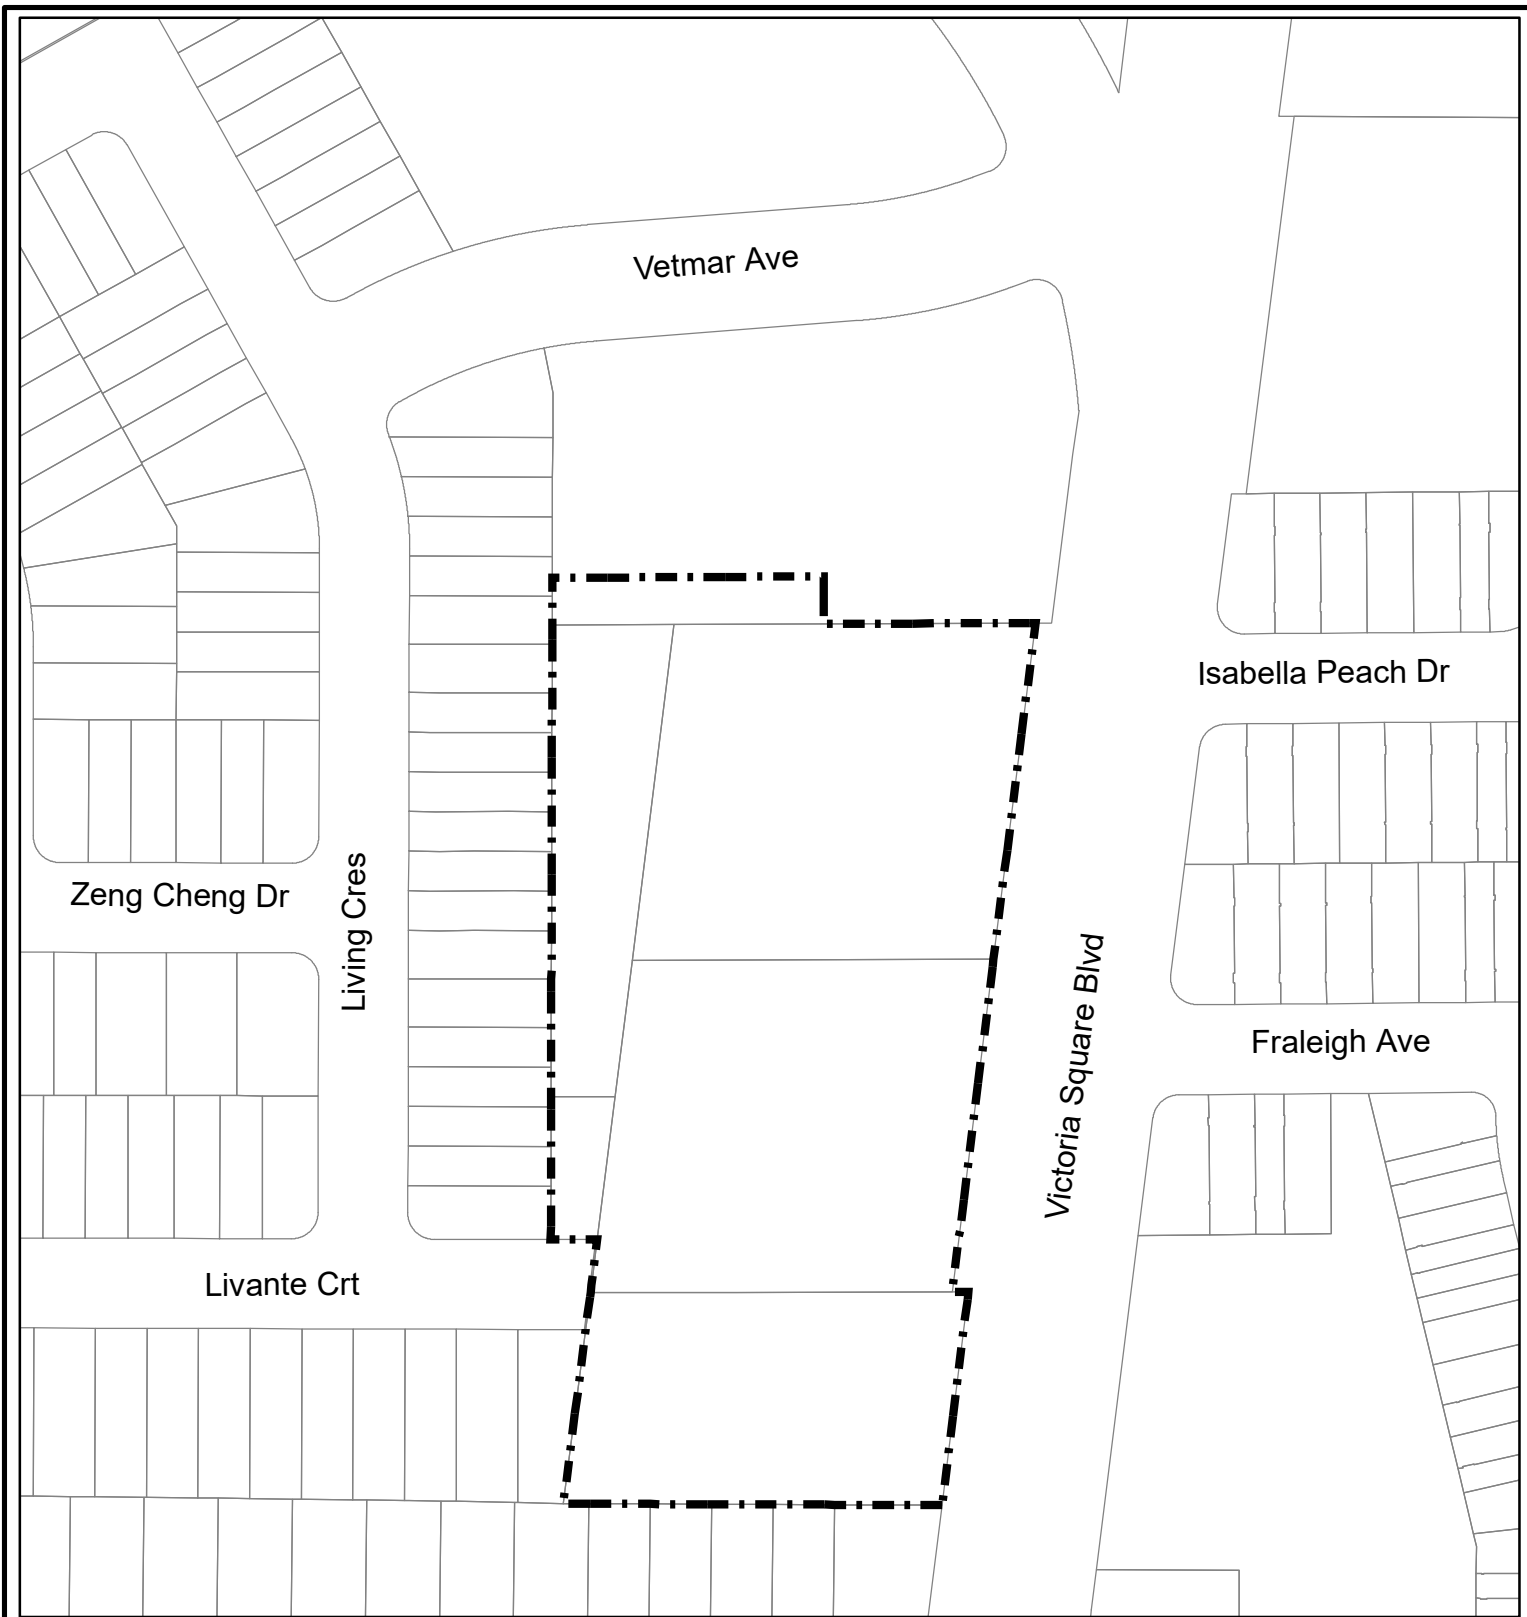 Vetmar Ave
Isabella Peach Dr
Zeng Cheng Dr
Living Cres
Victoria Square Blvd
Fraleigh Ave
Livante Crt